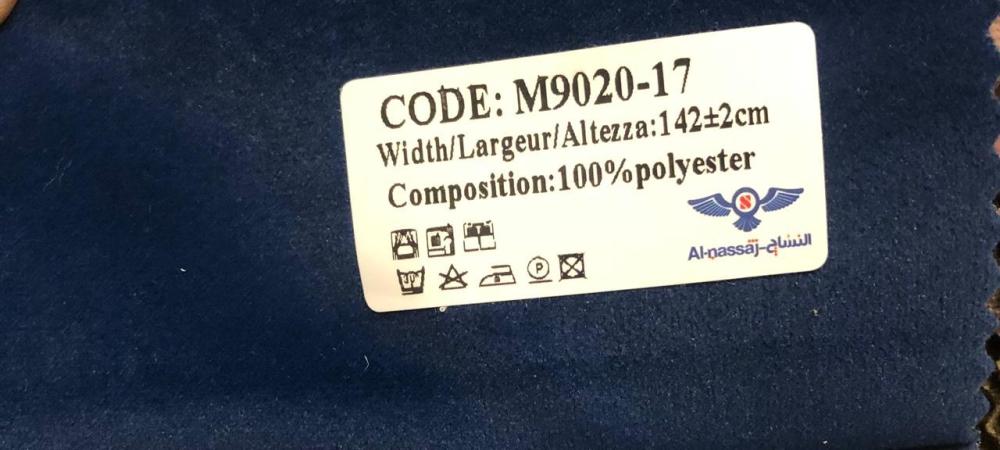 CODE: M9020-17
Width/Largeur/Altezza:142±2cm
Composition:100%polyester
N
Al-nassaj-النساج
P